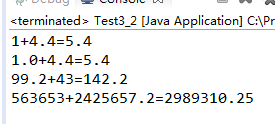 Debug Console
<terminated> Test3_2 [Java Application] C:\Pr
1+4.4=5.4
1.0+4.4=5.4
99.2+43=142.2
563653+2425657.2=2989310.25